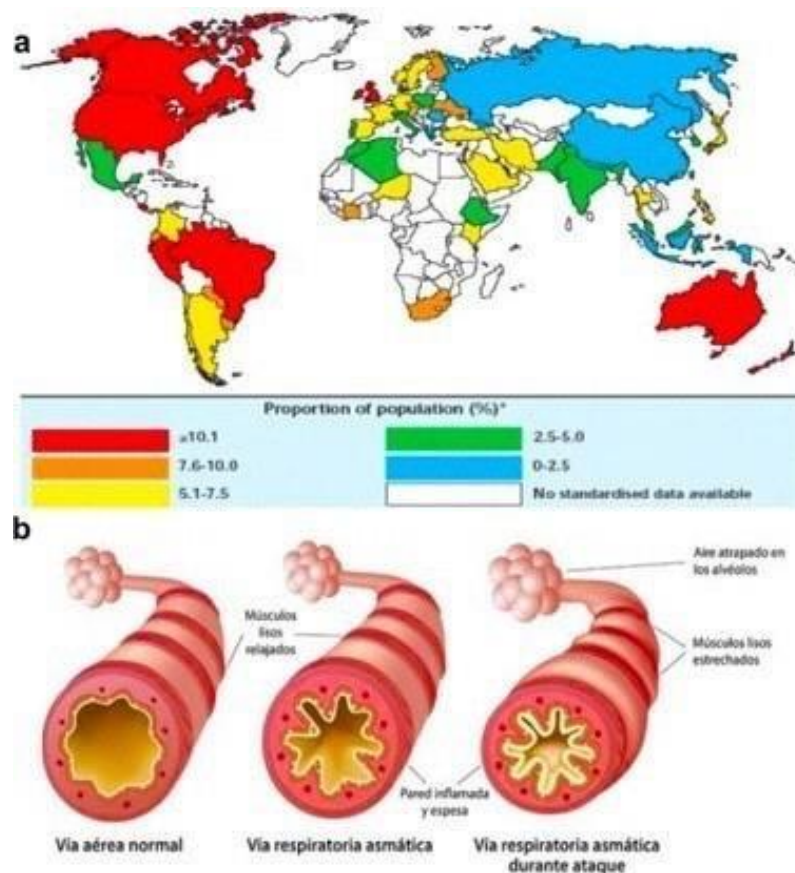 a
Proportion of population (%)*
≥10.1
7.6-10.0
5.1-7.5
2.5-5.0
0-2.5
No standardised data available
b
Aire atrapado en
los alvéolos
Músculos
lisos
relajados
Músculos lisos
estrechados
Pared inflamada
y espesa
Vía aérea normal
Vía respiratoria asmática
Vía respiratoria asmática
durante ataque